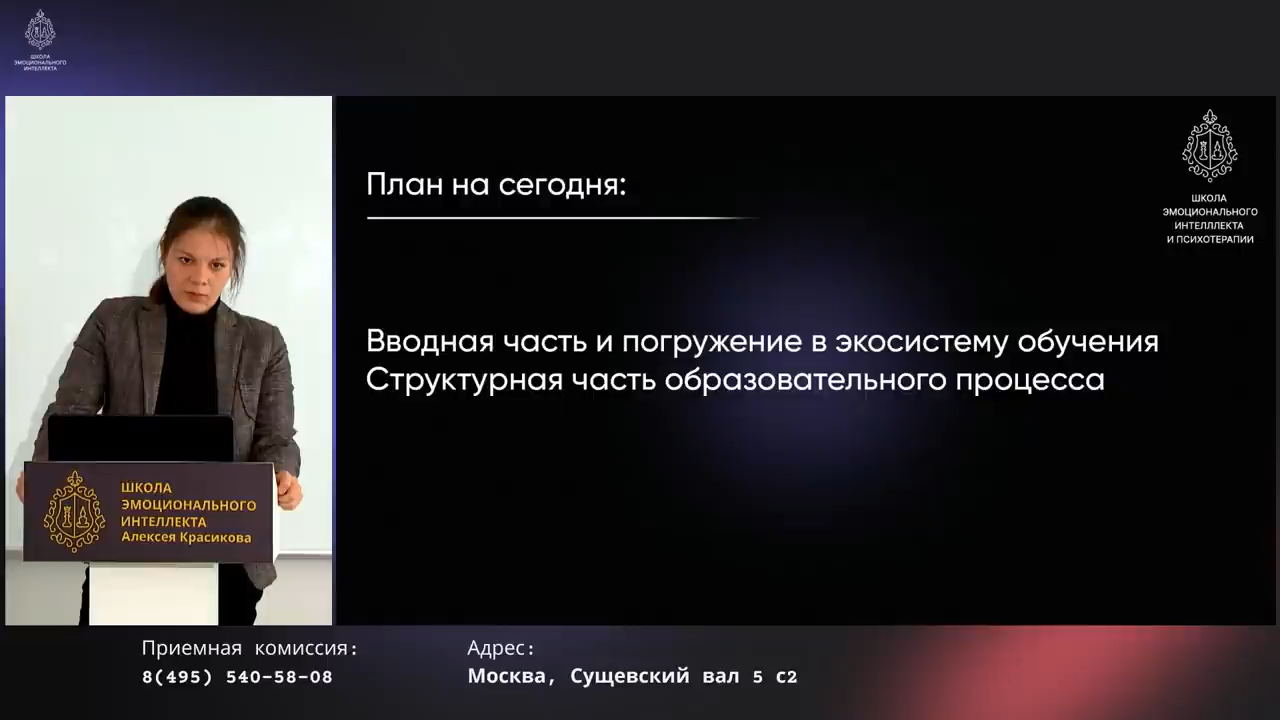 ШКОЛА
ЭМОЦИОНАЛЬНОГО
ИНТЕЛЛЕКТА
План на сегодня:
ШКОЛА
ЭМОЦИОНАЛЬНОГО
ИНТЕЛЛЛЕКТА
И ПСИХОТЕРАПИИ
Вводная часть и погружение в экосистему обучения
Структурная часть образовательного процесса
ШКОЛА
ЭМОЦИОНАЛЬНОГО
ИНТЕЛЛЕКТА
Алексея Красикова
Приемная комиссия:
8(495) 540-58-08
Адрес:
Москва, Сущевский вал 5 с2